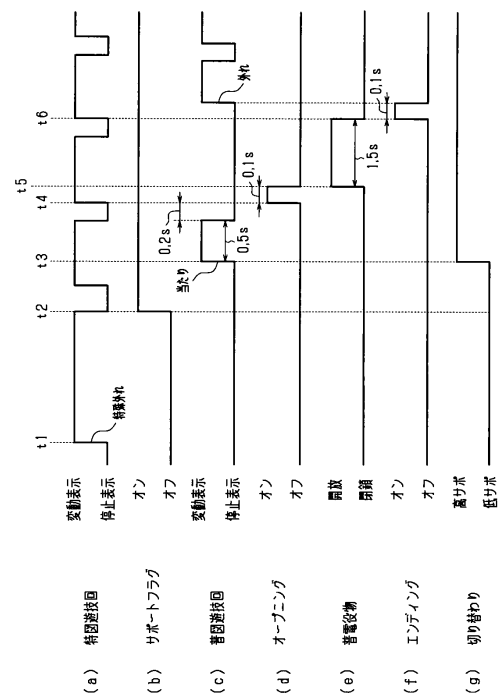 t1
t2
t3
t4
t5
t6
(a) 特図遊技回
変動表示
停止表示
特殊外れ
(b) サポートフラグ
オン
オフ
(c) 普図遊技回
変動表示
停止表示
当たり
0.5s
0.2s
外れ
(d) オープニング
オン
オフ
0.1s
(e) 普電役物
開放
閉鎖
1.5s
(f) エンディング
オン
オフ
0.1s
(g) 切り替わり
高サポ
低サポ